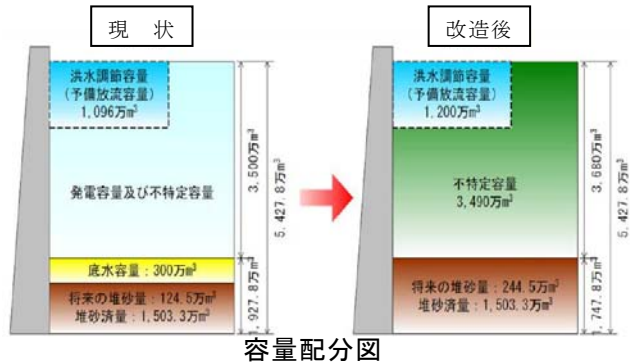 現 状
洪水調節容量
(予備放流容量)
1,096万m³
発電容量及び不特定容量
底水容量：300万m³
将来の堆砂量：124.5万m³
堆砂済量：1,503.3万m³
3,500万m³
1,927.8万m³
5,427.8万m³
改造後
洪水調節容量
(予備放流容量)
1,200万m³
不特定容量
3,490万m³
将来の堆砂量：244.5万m³
堆砂済量：1,503.3万m³
3,680万m³
1,747.8万m³
5,427.8万m³
容量配分図